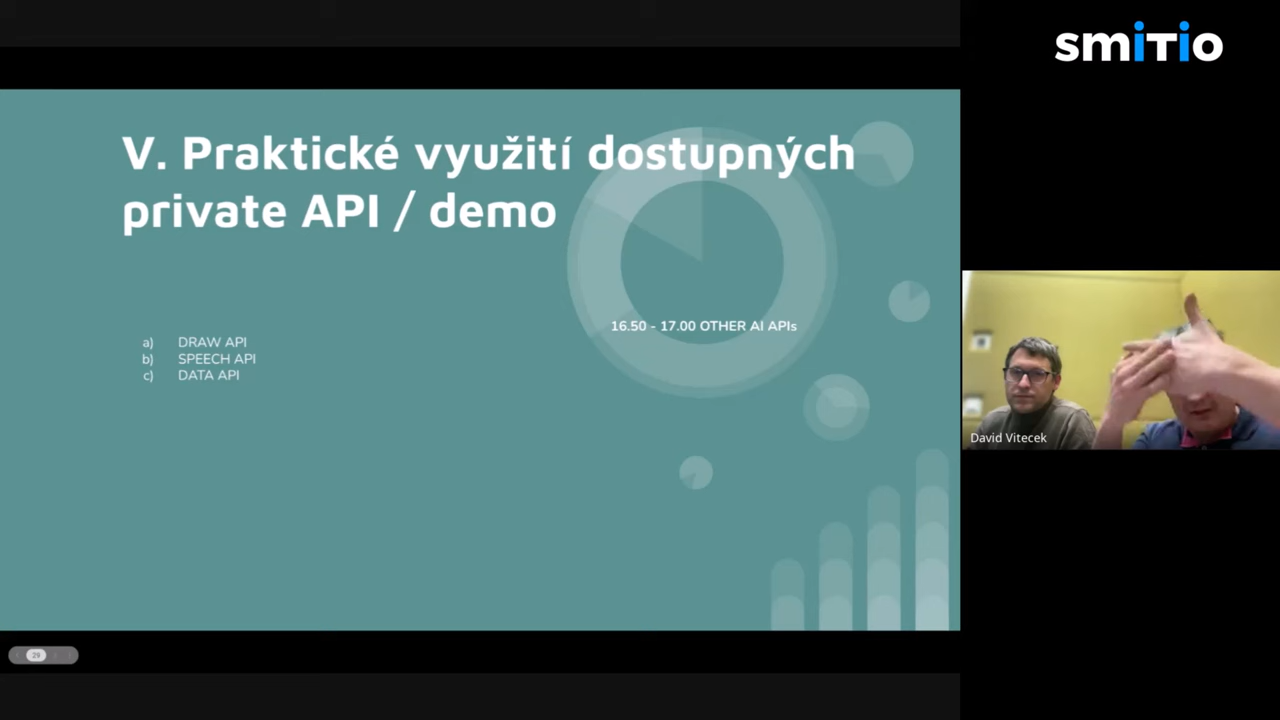 smiTio
V. Praktické využití dostupných
private API / demo
16.50 - 17.00 OTHER AI APIs
a) DRAW API
b) SPEECH API
c) DATA API
David Vitecek
29